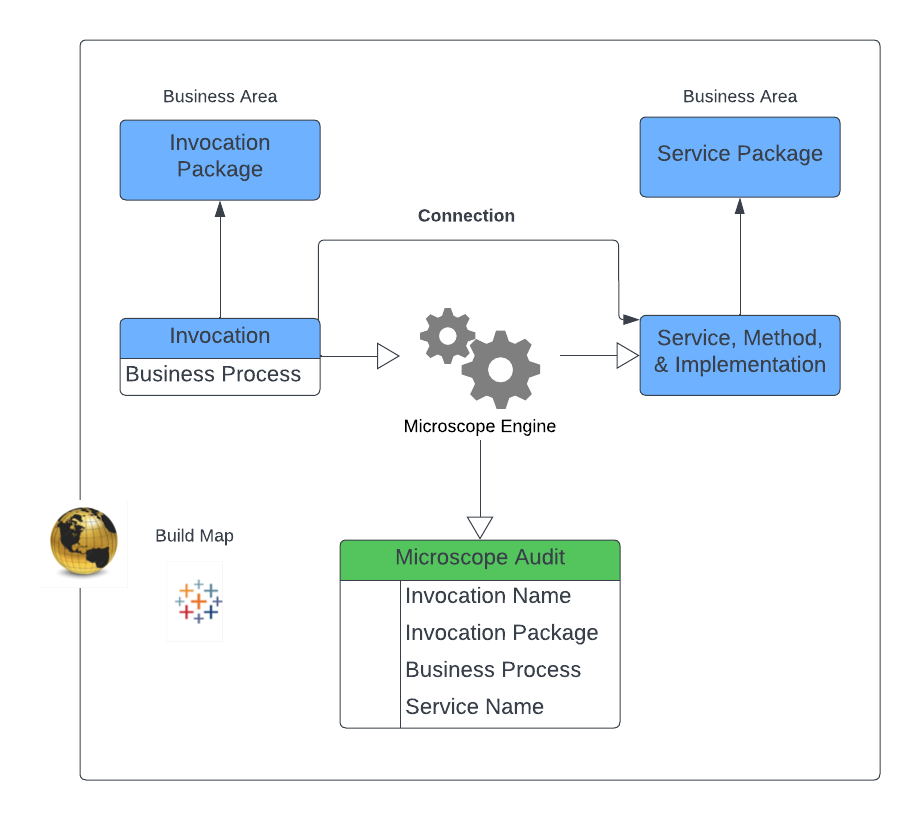 Business Area
Business Area
Invocation
Package
Service Package
Connection
Invocation
Business Process
Service, Method,
& Implementation
Microscope Engine
Build Map
Microscope Audit
Invocation Name
Invocation Package
Business Process
Service Name